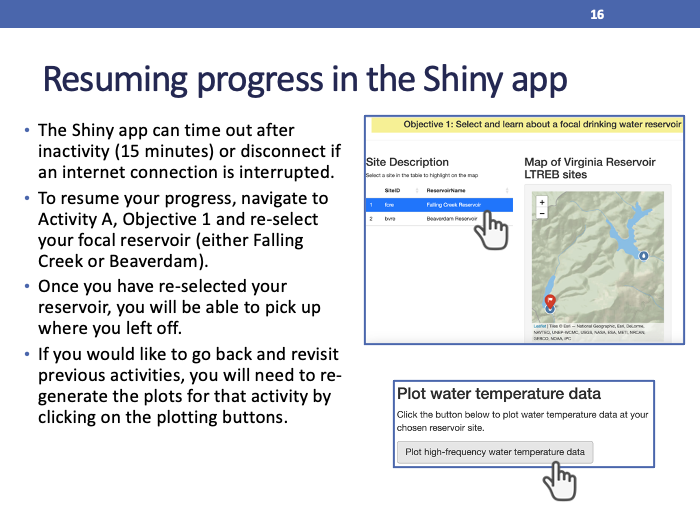 16
Resuming progress in the Shiny app
• The Shiny app can time out after
inactivity (15 minutes) or disconnect if
an internet connection is interrupted.
• To resume your progress, navigate to
Activity A, Objective 1 and re-select
your focal reservoir (either Falling
Creek or Beaverdam).
• Once you have re-selected your
reservoir, you will be able to pick up
where you left off.
• If you would like to go back and revisit
previous activities, you will need to re-
generate the plots for that activity by
clicking on the plotting buttons.
Objective 1: Select and learn about a focal drinking water reservoir
Site Description
Select a site in the table to highlight on the map
SiteID ReservoirName
1 fcre Falling Creek Reservoir
2 bvre Beaverdam Reservoir
Map of Virginia Reservoir
LTREB sites
+
−
Leaflet | Tiles © Esri — National Geographic, Esri, DeLorme,
NAVTEQ, UNEP-WCMC, USGS, NASA, ESA, METI, NRCAN,
GEBCO, NOAA, iPC
Plot water temperature data
Click the button below to plot water temperature data at your
chosen reservoir site.
Plot high-frequency water temperature data